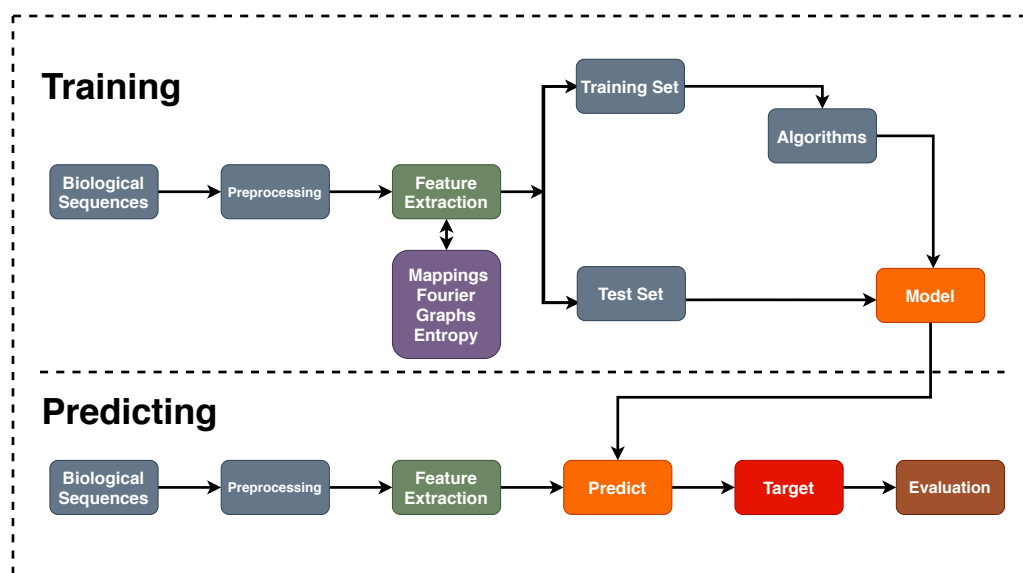 Training
Training Set
Algorithms
Biological
Sequences
Preprocessing
Feature
Extraction
Mappings
Fourier
Graphs
Entropy
Test Set
Model
Predicting
Biological
Sequences
Preprocessing
Feature
Extraction
Predict
Target
Evaluation